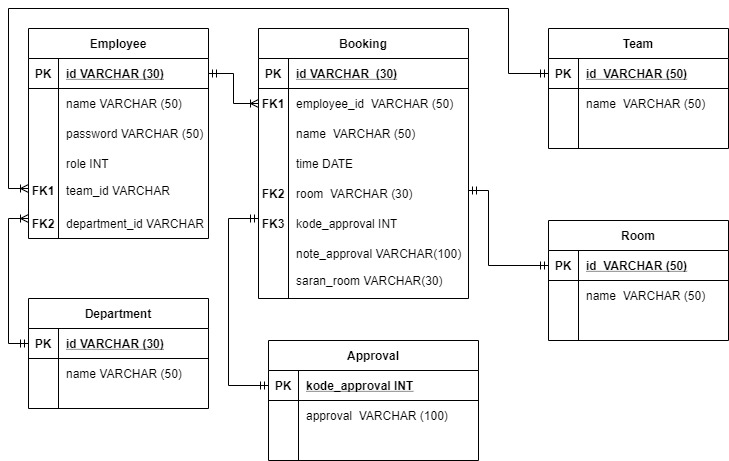 Employee
PK id VARCHAR (30)
name VARCHAR (50)
password VARCHAR (50)
role INT
FK1 team_id VARCHAR
FK2 department_id VARCHAR
Booking
PK id VARCHAR (30)
FK1 employee_id VARCHAR (50)
name VARCHAR (50)
time DATE
FK2 room VARCHAR (30)
FK3 kode_approval INT
note_approval VARCHAR(100)
saran_room VARCHAR(30)
Team
PK id VARCHAR (50)
name VARCHAR (50)
Room
PK id VARCHAR (50)
name VARCHAR (50)
Department
PK id VARCHAR (30)
name VARCHAR (50)
Approval
PK kode_approval INT
approval VARCHAR (100)